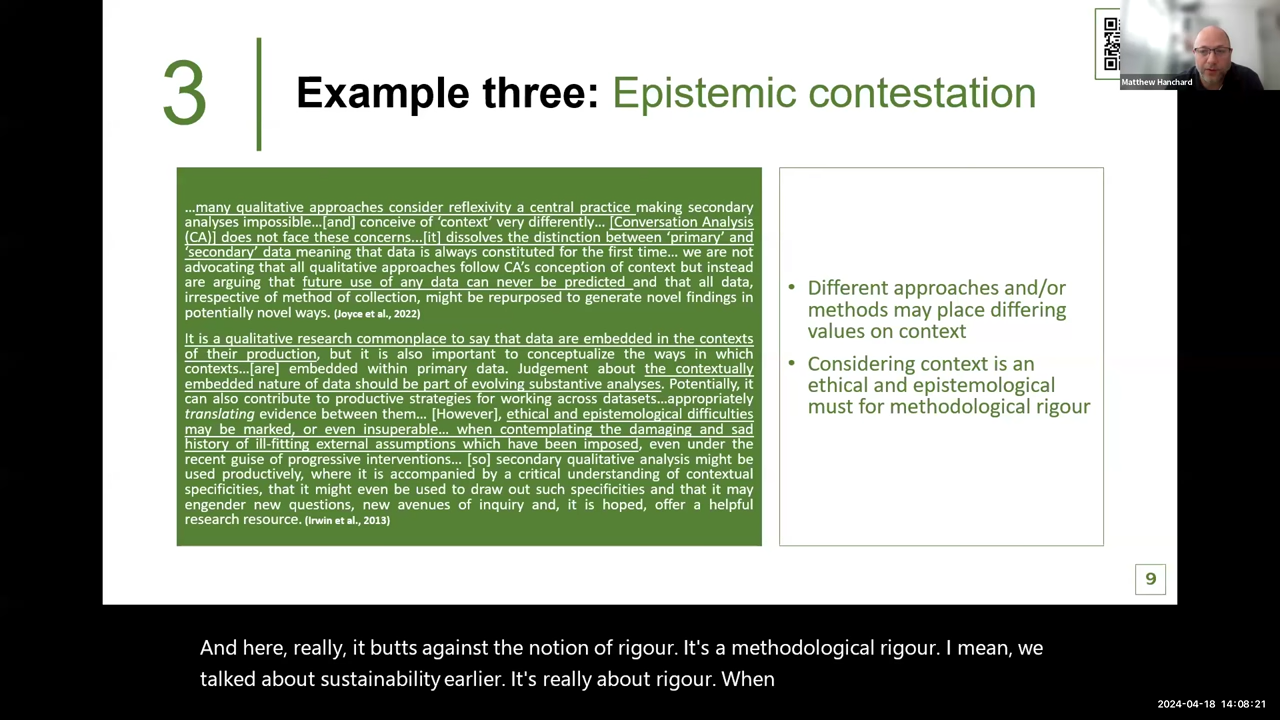 3
Example three: Epistemic contestation
Matthew Hanchard
…many qualitative approaches consider reflexivity a central practice making secondary
analyses impossible…[and] conceive of ‘context’ very differently… [Conversation Analysis
(CA)] does not face these concerns…[it] dissolves the distinction between ‘primary’ and
‘secondary’ data meaning that data is always constituted for the first time… we are not
advocating that all qualitative approaches follow CA’s conception of context but instead
are arguing that future use of any data can never be predicted and that all data,
irrespective of method of collection, might be repurposed to generate novel findings in
potentially novel ways. (Joyce et al., 2022)
It is a qualitative research commonplace to say that data are embedded in the contexts
of their production, but it is also important to conceptualize the ways in which
contexts…[are] embedded within primary data. Judgement about the contextually
embedded nature of data should be part of evolving substantive analyses. Potentially, it
can also contribute to productive strategies for working across datasets…appropriately
translating evidence between them… [However], ethical and epistemological difficulties
may be marked, or even insuperable… when contemplating the damaging and sad
history of ill-fitting external assumptions which have been imposed, even under the
recent guise of progressive interventions… [so] secondary qualitative analysis might be
used productively, where it is accompanied by a critical understanding of contextual
specificities, that it might even be used to draw out such specificities and that it may
engender new questions, new avenues of inquiry and, it is hoped, offer a helpful
research resource. (Irwin et al., 2013)
• Different approaches and/or
methods may place differing
values on context
• Considering context is an
ethical and epistemological
must for methodological rigour
9
And here, really, it butts against the notion of rigour. It's a methodological rigour. I mean, we
talked about sustainability earlier. It's really about rigour. When
2024-04-18 14:08:21